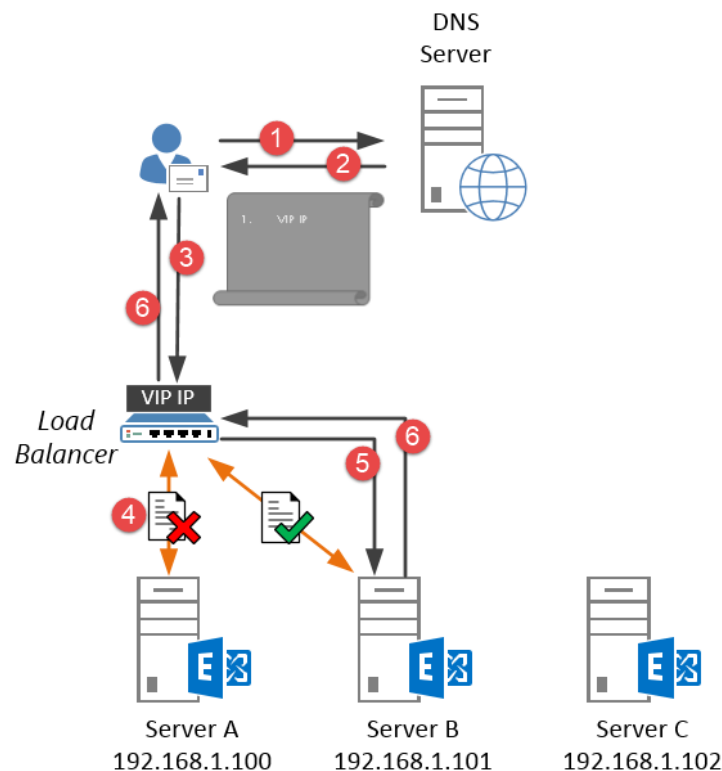 DNS
Server
1
2
1. VIP IP
3
6
VIP IP
Load
Balancer
6
5
4
E
E
E
Server A
192.168.1.100
Server B
192.168.1.101
Server C
192.168.1.102